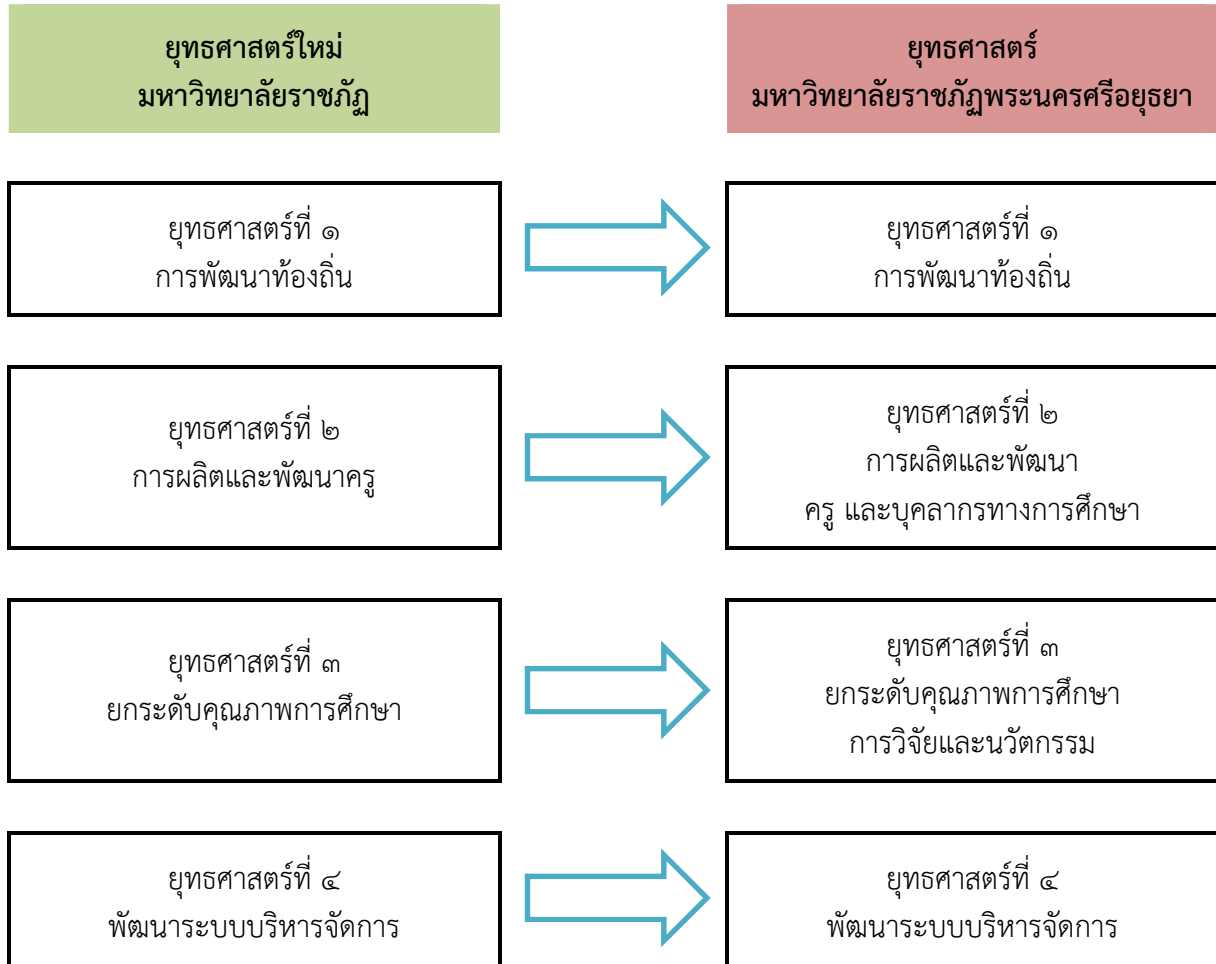 ยุทธศาสตร์ใหม่
มหาวิทยาลัยราชภัฏ
ยุทธศาสตร์
มหาวิทยาลัยราชภัฏพระนครศรีอยุธยา
ยุทธศาสตร์ที่ ๑
การพัฒนาท้องถิ่น
ยุทธศาสตร์ที่ ๑
การพัฒนาท้องถิ่น
ยุทธศาสตร์ที่ ๒
การผลิตและพัฒนาครู
ยุทธศาสตร์ที่ ๒
การผลิตและพัฒนา
ครู และบุคลากรทางการศึกษา
ยุทธศาสตร์ที่ ๓
ยกระดับคุณภาพการศึกษา
ยุทธศาสตร์ที่ ๓
ยกระดับคุณภาพการศึกษา
การวิจัยและนวัตกรรม
ยุทธศาสตร์ที่ ๔
พัฒนาระบบบริหารจัดการ
ยุทธศาสตร์ที่ ๔
พัฒนาระบบบริหารจัดการ